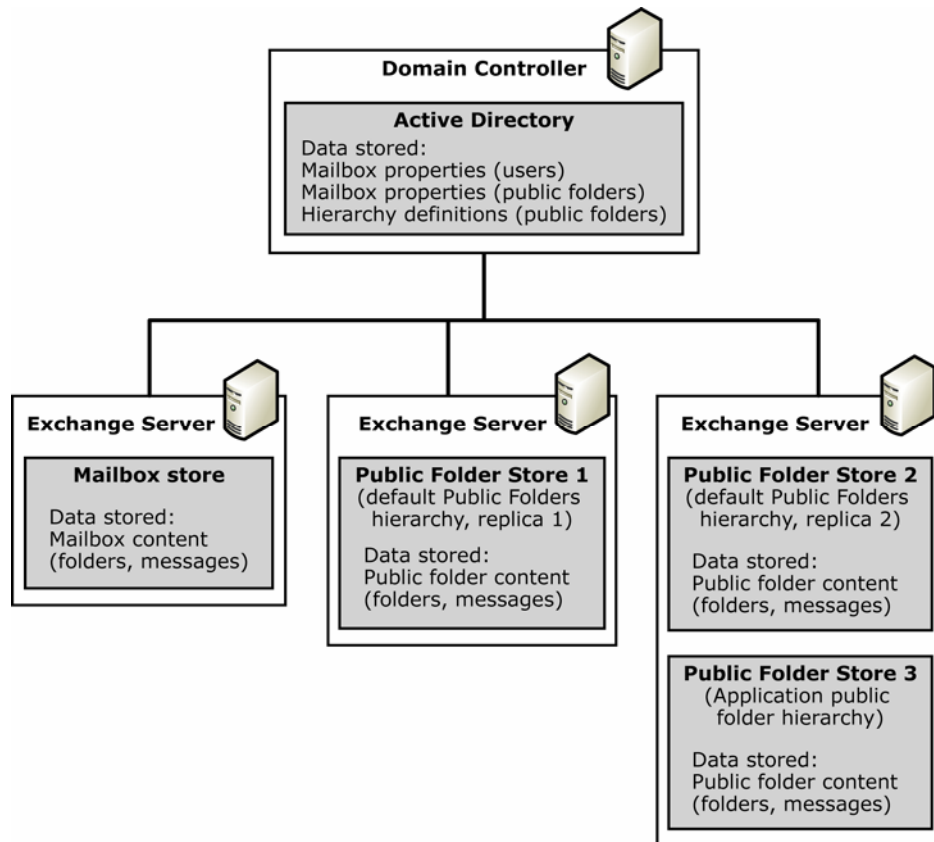 Domain Controller
Active Directory
Data stored:
Mailbox properties (users)
Mailbox properties (public folders)
Hierarchy definitions (public folders)
Exchange Server
Mailbox store
Data stored:
Mailbox content
(folders, messages)
Exchange Server
Public Folder Store 1
(default Public Folders
hierarchy, replica 1)
Data stored:
Public folder content
(folders, messages)
Exchange Server
Public Folder Store 2
(default Public Folders
hierarchy, replica 2)
Data stored:
Public folder content
(folders, messages)
Public Folder Store 3
(Application public
folder hierarchy)
Data stored:
Public folder content
(folders, messages)